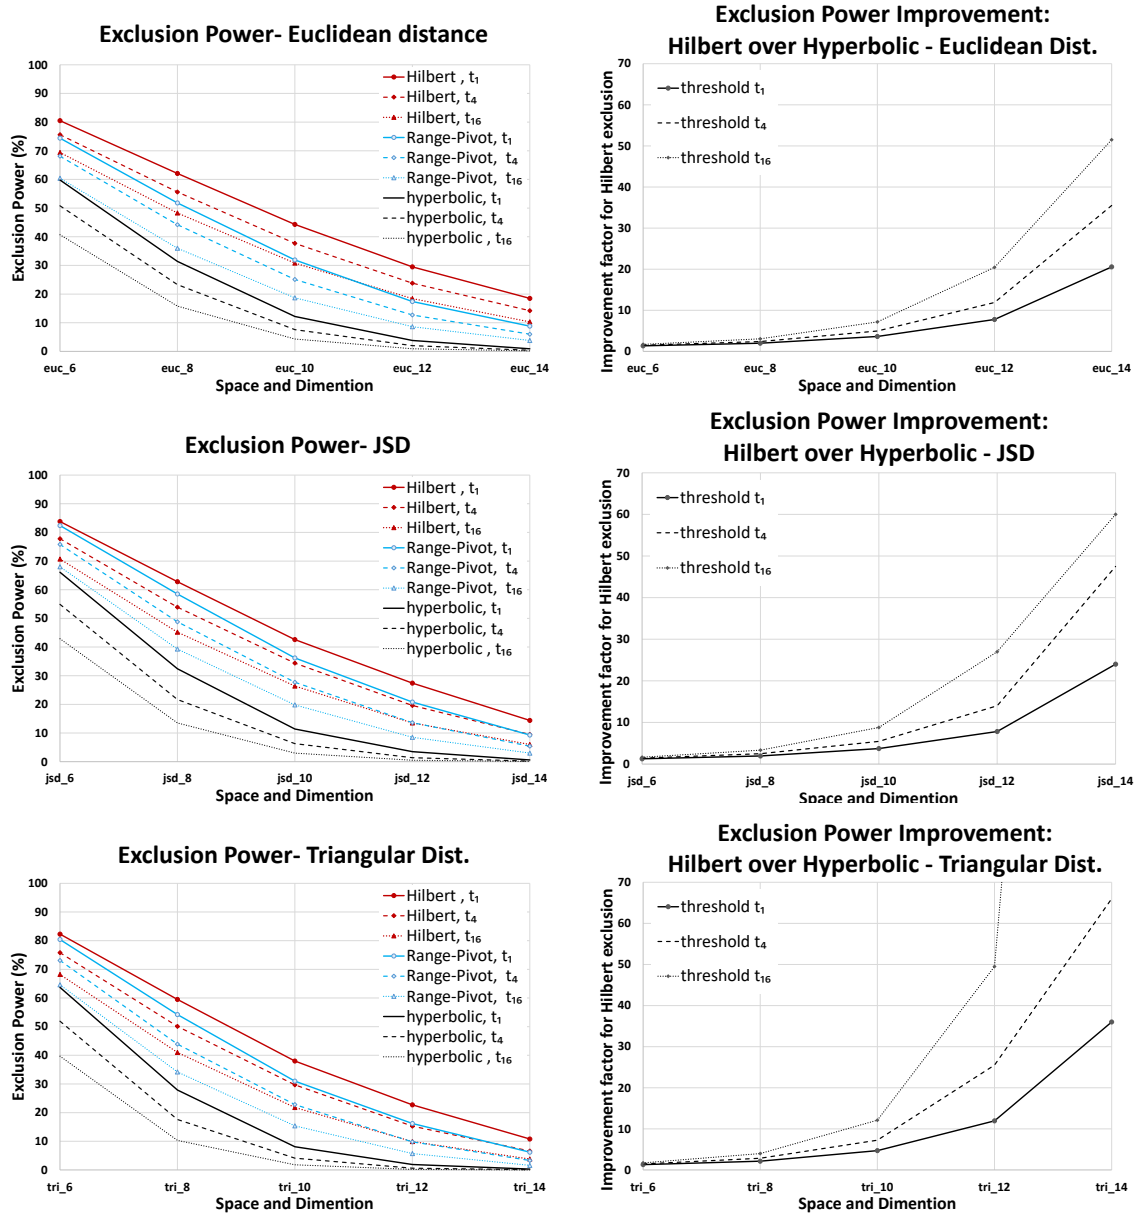 Exclusion Power- Euclidean distance
Exclusion Power (%)
100
90
80
70
60
50
40
30
20
10
0
Hilbert , t₁
Hilbert, t₄
Hilbert, t₁₆
Range-Pivot, t₁
Range-Pivot, t₄
Range-Pivot, t₁₆
hyperbolic, t₁
hyperbolic, t₄
hyperbolic , t₁₆
euc_6 euc_8 euc_10 euc_12 euc_14
Space and Dimention
Exclusion Power Improvement:
Hilbert over Hyperbolic - Euclidean Dist.
Improvement factor for Hilbert exclusion
70
60
50
40
30
20
10
0
threshold t₁
threshold t₄
threshold t₁₆
euc_6 euc_8 euc_10 euc_12 euc_14
Space and Dimention
Exclusion Power- JSD
Exclusion Power (%)
100
90
80
70
60
50
40
30
20
10
0
Hilbert , t₁
Hilbert, t₄
Hilbert, t₁₆
Range-Pivot, t₁
Range-Pivot, t₄
Range-Pivot, t₁₆
hyperbolic, t₁
hyperbolic, t₄
hyperbolic , t₁₆
jsd_6 jsd_8 jsd_10 jsd_12 jsd_14
Space and Dimention
Exclusion Power Improvement:
Hilbert over Hyperbolic - JSD
Improvement factor for Hilbert exclusion
70
60
50
40
30
20
10
0
threshold t₁
threshold t₄
threshold t₁₆
jsd_6 jsd_8 jsd_10 jsd_12 jsd_14
Space and Dimention
Exclusion Power- Triangular Dist.
Exclusion Power (%)
100
90
80
70
60
50
40
30
20
10
0
Hilbert , t₁
Hilbert, t₄
Hilbert, t₁₆
Range-Pivot, t₁
Range-Pivot, t₄
Range-Pivot, t₁₆
hyperbolic, t₁
hyperbolic, t₄
hyperbolic , t₁₆
tri_6 tri_8 tri_10 tri_12 tri_14
Space and Dimention
Exclusion Power Improvement:
Hilbert over Hyperbolic - Triangular Dist.
Improvement factor for Hilbert exclusion
70
60
50
40
30
20
10
0
threshold t₁
threshold t₄
threshold t₁₆
tri_6 tri_8 tri_10 tri_12 tri_14
Space and Dimention